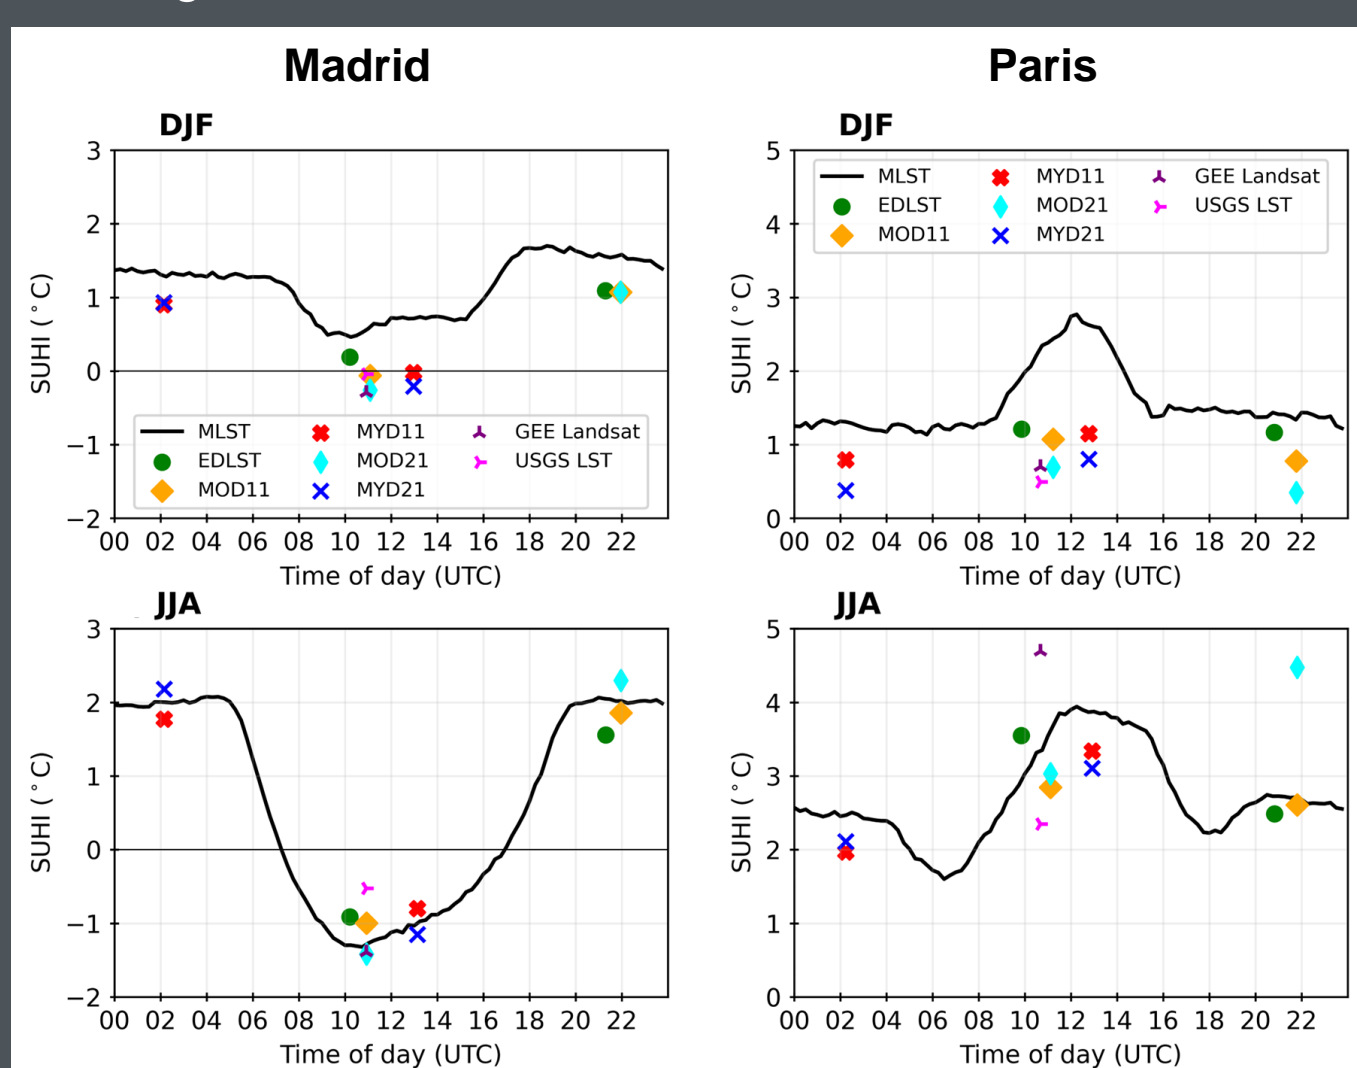 Madrid
Paris
DJF
3
2
1
0
−1
−2
SUHI (°C)
MLST
EDLST
MOD11
MYD11
MOD21
MYD21
GEE Landsat
USGS LST
00 02 04 06 08 10 12 14 16 18 20 22
Time of day (UTC)
DJF
5
4
3
2
1
0
SUHI (°C)
MLST
EDLST
MOD11
MYD11
MOD21
MYD21
GEE Landsat
USGS LST
00 02 04 06 08 10 12 14 16 18 20 22
Time of day (UTC)
JJA
3
2
1
0
−1
−2
SUHI (°C)
00 02 04 06 08 10 12 14 16 18 20 22
Time of day (UTC)
JJA
5
4
3
2
1
0
SUHI (°C)
00 02 04 06 08 10 12 14 16 18 20 22
Time of day (UTC)